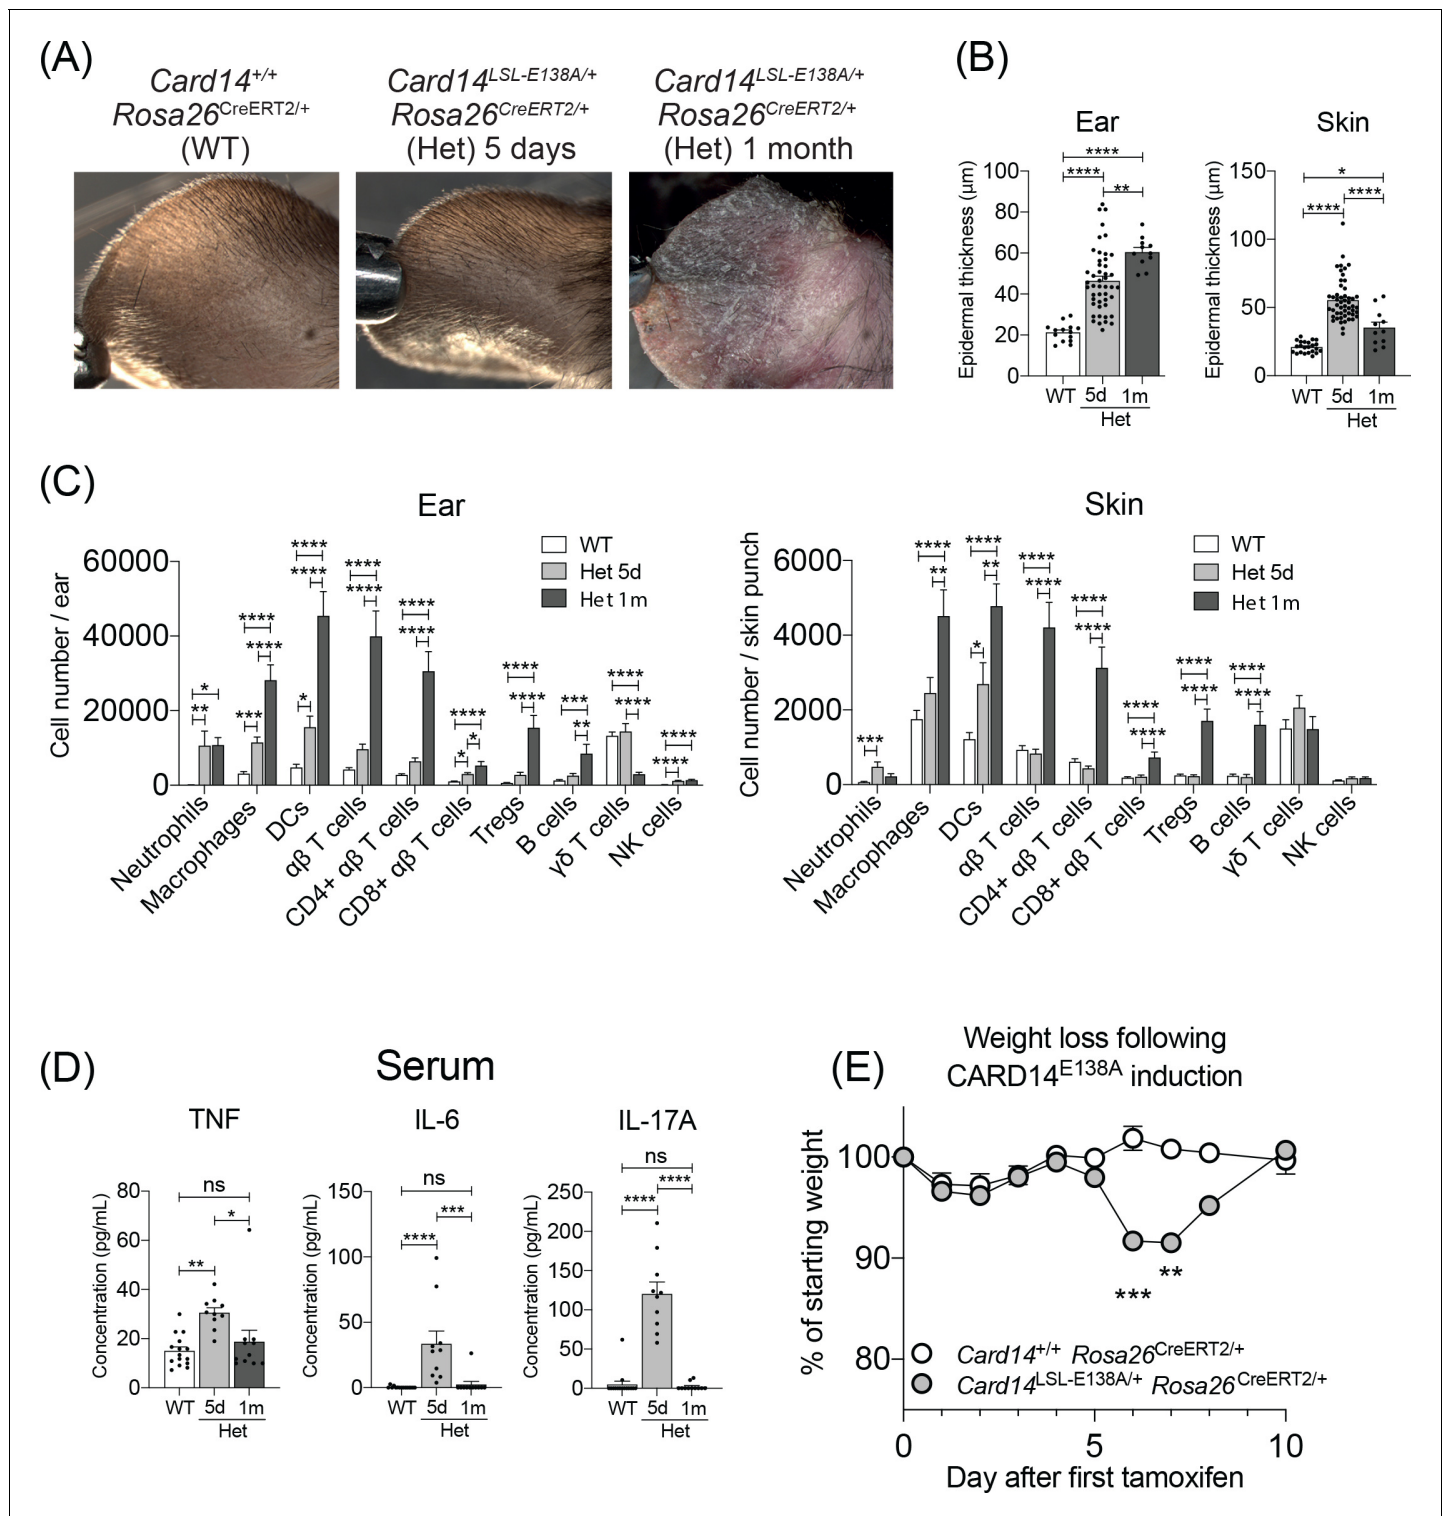 (A)
Card14+/+
Rosa26CreERT2/+
(WT)
Card14LSL-E138A/+
Rosa26CreERT2/+
(Het) 5 days
Card14LSL-E138A/+
Rosa26CreERT2/+
(Het) 1 month
(B)
Ear
Epidermal thickness (µm)
100
80
60
40
20
0
****
****
**
WT
5d
1m
Het
Skin
Epidermal thickness (µm)
150
100
50
0
*
****
****
WT
5d
1m
Het
(C)
Ear
WT
Het 5d
Het 1m
Cell number / ear
60000
40000
20000
0
* ** 
**** **** ***
**** **** *
**** ****
**** ****
**** * *
**** ****
*** **
**** ****
**** ****
Neutrophils
Macrophages
DCs
αβ T cells
CD4+ αβ T cells
CD8+ αβ T cells
Tregs
B cells
γδ T cells
NK cells
Skin
WT
Het 5d
Het 1m
Cell number / skin punch
6000
4000
2000
0
***
**** **
**** ** *
**** ****
**** ****
**** ****
**** ****
**** ****
Neutrophils
Macrophages
DCs
αβ T cells
CD4+ αβ T cells
CD8+ αβ T cells
Tregs
B cells
γδ T cells
NK cells
(D)
Serum
TNF
Concentration (pg/mL)
80
60
40
20
0
ns
*
**
WT
5d
1m
Het
IL-6
Concentration (pg/mL)
150
100
50
0
ns
***
****
WT
5d
1m
Het
IL-17A
Concentration (pg/mL)
250
200
150
100
50
0
ns
****
****
WT
5d
1m
Het
(E)
Weight loss following
CARD14E138A induction
% of starting weight
100
90
80
**
***
Card14+/+ Rosa26CreERT2/+
Card14LSL-E138A/+ Rosa26CreERT2/+
0
5
10
Day after first tamoxifen